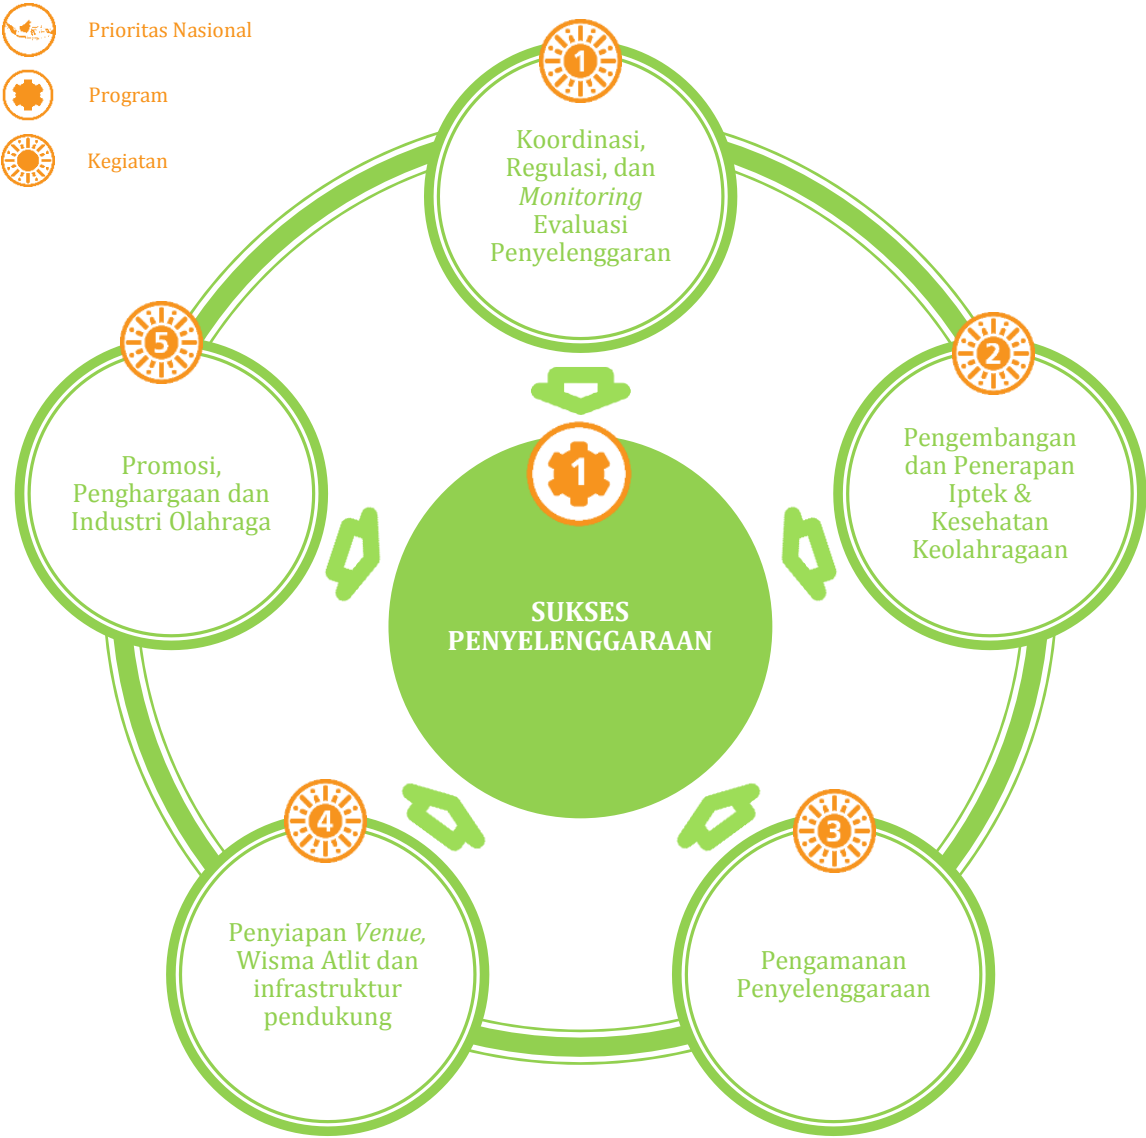 Prioritas Nasional
Program
Kegiatan
1
Koordinasi,
Regulasi, dan
Monitoring
Evaluasi
Penyelenggaran
2
Pengembangan
dan Penerapan
Iptek &
Kesehatan
Keolahragaan
3
Pengamanan
Penyelenggaraan
4
Penyiapan Venue,
Wisma Atlit dan
infrastruktur
pendukung
5
Promosi,
Penghargaan dan
Industri Olahraga
1
SUKSES
PENYELENGGARAAN